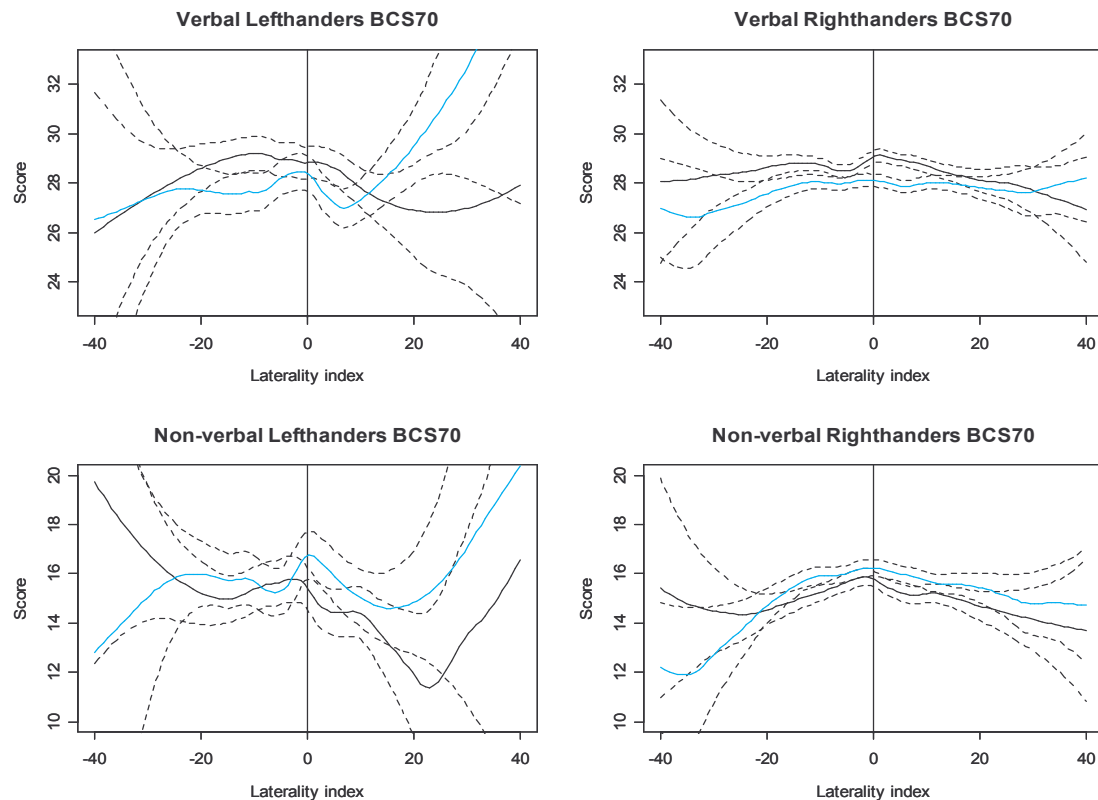 Verbal Lefthanders BCS70
Score
32
30
28
26
24
-40 -20 0 20 40
Laterality index
Verbal Righthanders BCS70
Score
32
30
28
26
24
-40 -20 0 20 40
Laterality index
Non-verbal Lefthanders BCS70
Score
20
18
16
14
12
10
-40 -20 0 20 40
Laterality index
Non-verbal Righthanders BCS70
Score
20
18
16
14
12
10
-40 -20 0 20 40
Laterality index